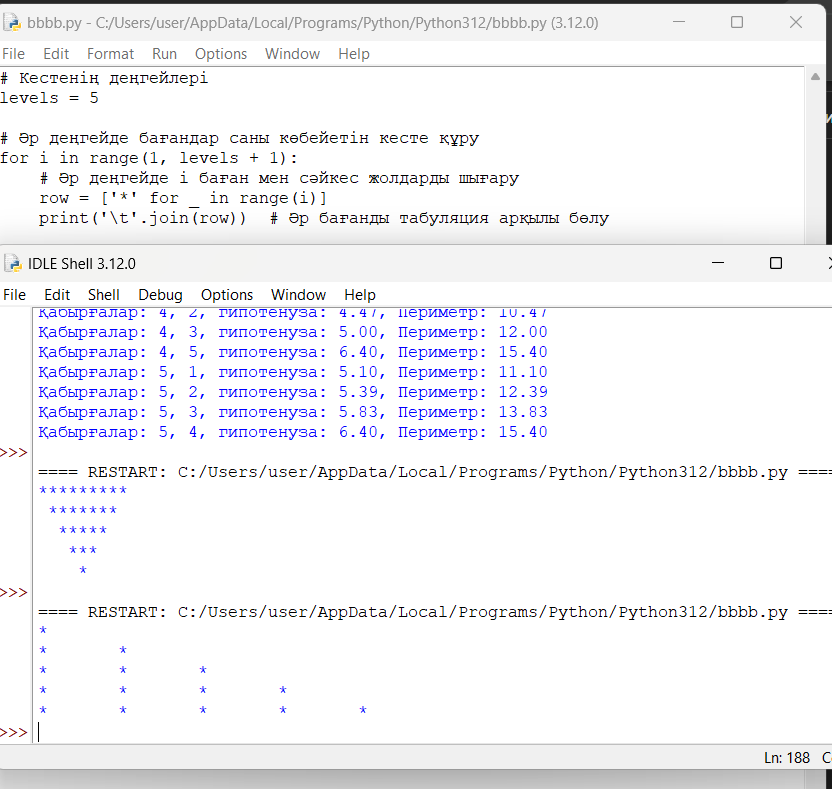 bbbb.py - C:/Users/user/AppData/Local/Programs/Python/Python312/bbbb.py (3.12.0)
File Edit Format Run Options Window Help
# Кестенің деңгейлері
levels = 5
# Әр деңгейде бағандар саны көбейетін кесте құру
for i in range(1, levels + 1):
    # Әр деңгейде i баған мен сәйкес жолдарды шығару
    row = ['*' for _ in range(i)]
    print('\t'.join(row))  # Әр бағанды табуляция арқылы бөлу
IDLE Shell 3.12.0
File Edit Shell Debug Options Window Help
Қабырғалар: 4, 2, гипотенуза: 4.47, Периметр: 10.47
Қабырғалар: 4, 3, гипотенуза: 5.00, Периметр: 12.00
Қабырғалар: 4, 5, гипотенуза: 6.40, Периметр: 15.40
Қабырғалар: 5, 1, гипотенуза: 5.10, Периметр: 11.10
Қабырғалар: 5, 2, гипотенуза: 5.39, Периметр: 12.39
Қабырғалар: 5, 3, гипотенуза: 5.83, Периметр: 13.83
Қабырғалар: 5, 4, гипотенуза: 6.40, Периметр: 15.40
>>>
==== RESTART: C:/Users/user/AppData/Local/Programs/Python/Python312/bbbb.py ====
*********
 *******
  *****
   ***
    *
>>>
==== RESTART: C:/Users/user/AppData/Local/Programs/Python/Python312/bbbb.py ====
*
*	*
*	*	*
*	*	*	*
*	*	*	*	*
>>>
Ln: 188